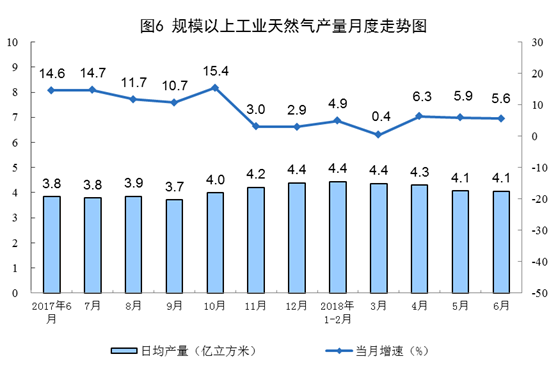 图6 规模以上工业天然气产量月度走势图
10 30
9 20
8 10
7 0
6 -10
5 -20
4 -30
3 -40
2 -50
1
0
14.6 14.7 11.7 10.7 15.4 3.0 2.9 4.9 0.4 6.3 5.9 5.6
3.8 3.8 3.9 3.7 4.0 4.2 4.4 4.4 4.4 4.3 4.1 4.1
2017年6月 7月 8月 9月 10月 11月 12月 2018年1-2月 3月 4月 5月 6月
日均产量（亿立方米） 当月增速（%）